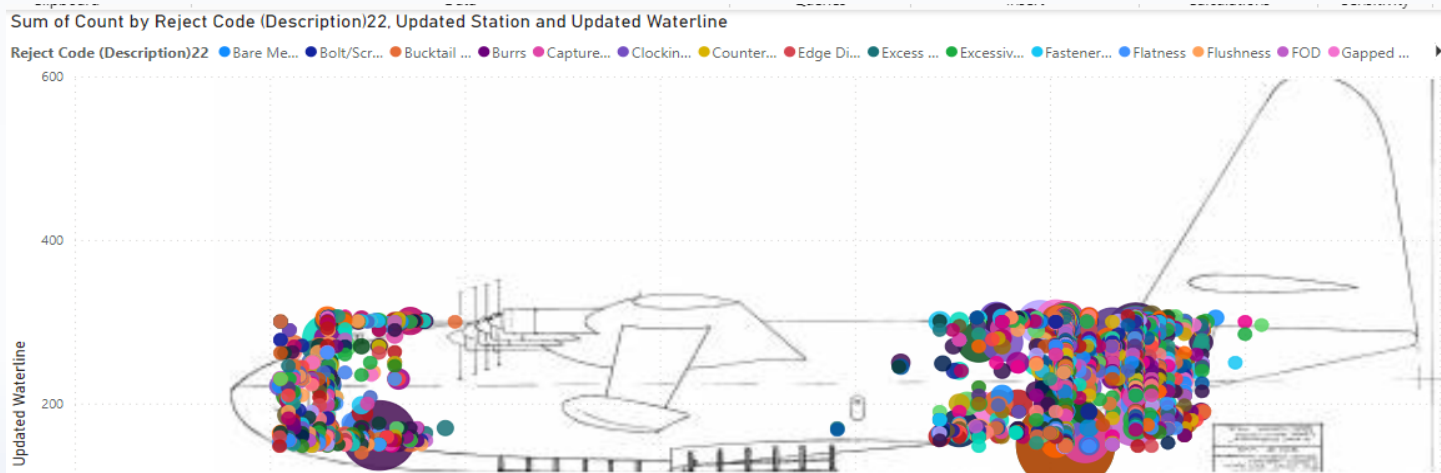 Sum of Count by Reject Code (Description)22, Updated Station and Updated Waterline
Reject Code (Description)22 Bare Me... Bolt/Scr... Bucktail ... Burrs Capture... Clockin... Counter... Edge Di... Excess ... Excessiv... Fastener... Flatness Flushness FOD Gapped ...
600
400
200
Updated Waterline